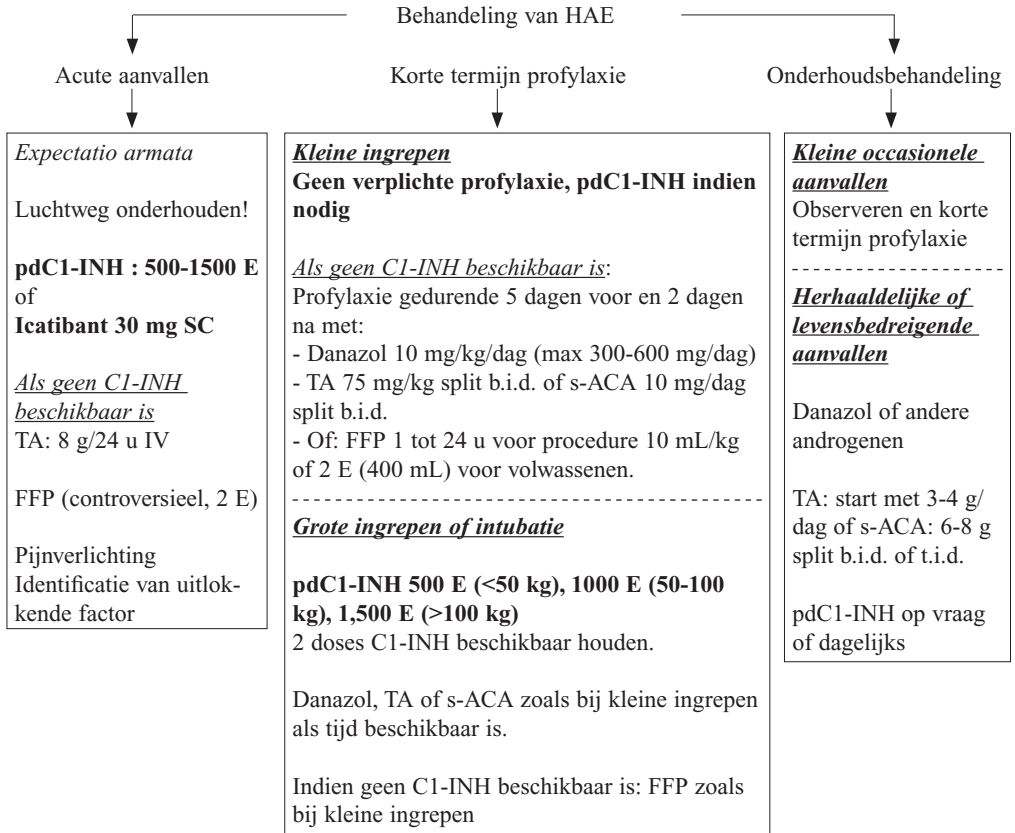 Behandeling van HAE
Acute aanvallen
Korte termijn profylaxie
Onderhoudsbehandeling
Expectatio armata
Luchtweg onderhouden!
pdC1-INH : 500-1500 E
of
Icatibant 30 mg SC
Als geen C1-INH
beschikbaar is
TA: 8 g/24 u IV
FFP (controversieel, 2 E)
Pijnverlichting
Identificatie van uitlok-
kende factor
Kleine ingrepen
Geen verplichte profylaxie, pdC1-INH indien
nodig
Als geen C1-INH beschikbaar is:
Profylaxie gedurende 5 dagen voor en 2 dagen
na met:
- Danazol 10 mg/kg/dag (max 300-600 mg/dag)
- TA 75 mg/kg split b.i.d. of s-ACA 10 mg/dag
split b.i.d.
- Of: FFP 1 tot 24 u voor procedure 10 mL/kg
of 2 E (400 mL) voor volwassenen.
Grote ingrepen of intubatie
pdC1-INH 500 E (<50 kg), 1000 E (50-100
kg), 1,500 E (>100 kg)
2 doses C1-INH beschikbaar houden.
Danazol, TA of s-ACA zoals bij kleine ingrepen
als tijd beschikbaar is.
Indien geen C1-INH beschikbaar is: FFP zoals
bij kleine ingrepen
Kleine occasionele
aanvallen
Observeren en korte
termijn profylaxie
Herhaaldelijke of
levensbedreigende
aanvallen
Danazol of andere
androgenen
TA: start met 3-4 g/
dag of s-ACA: 6-8 g
split b.i.d. of t.i.d.
pdC1-INH op vraag
of dagelijks